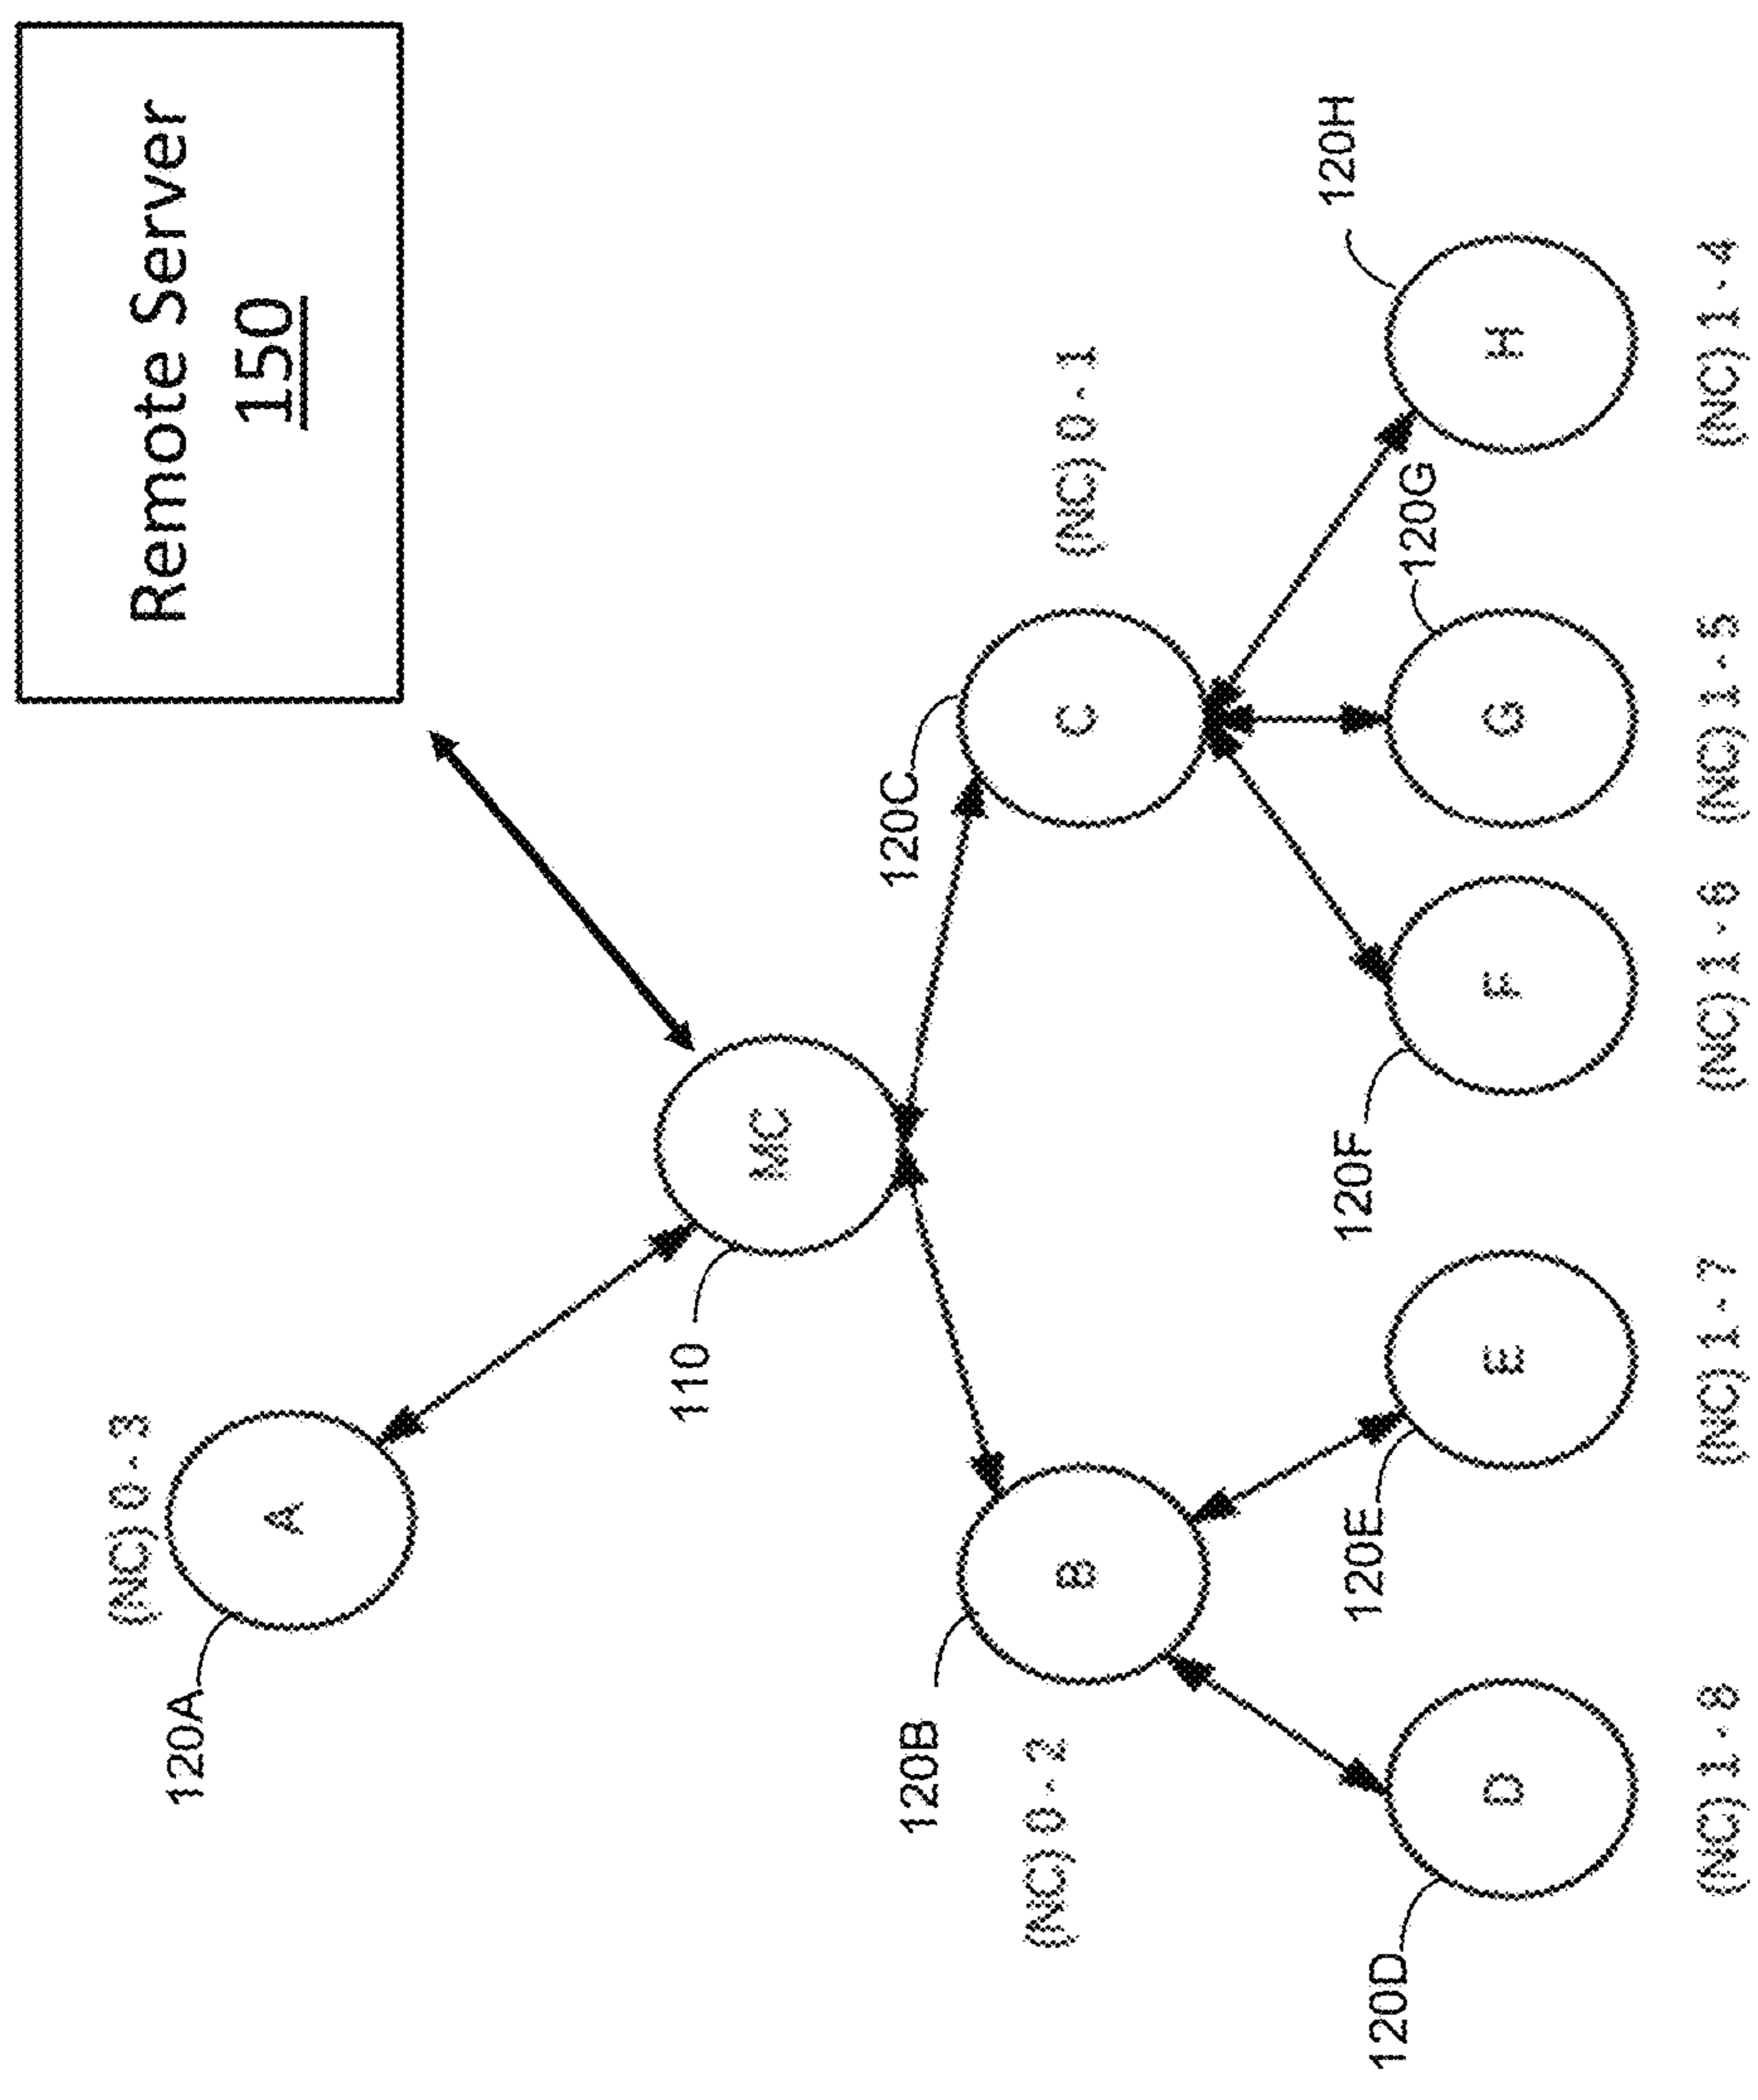 Remote Server
150
(NC) 0 - 3
A
120A
MC
110
120C
C
(NC) 0 - 1
B
120B
(NC) 0 - 2
120H
H
(NC) 1 - 4
120G
G
(NC) 1 - 5
F
120F
(NC) 1 - 6
E
120E
(NC) 1 - 7
D
120D
(NC) 1 - 8